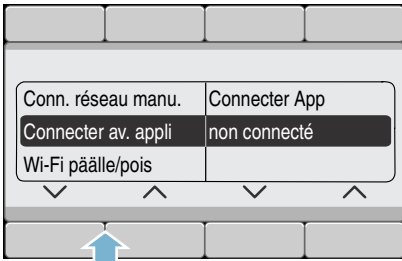 Conn. réseau manu. Connecter App
Connecter av. appli non connecté
Wi-Fi päälle/pois